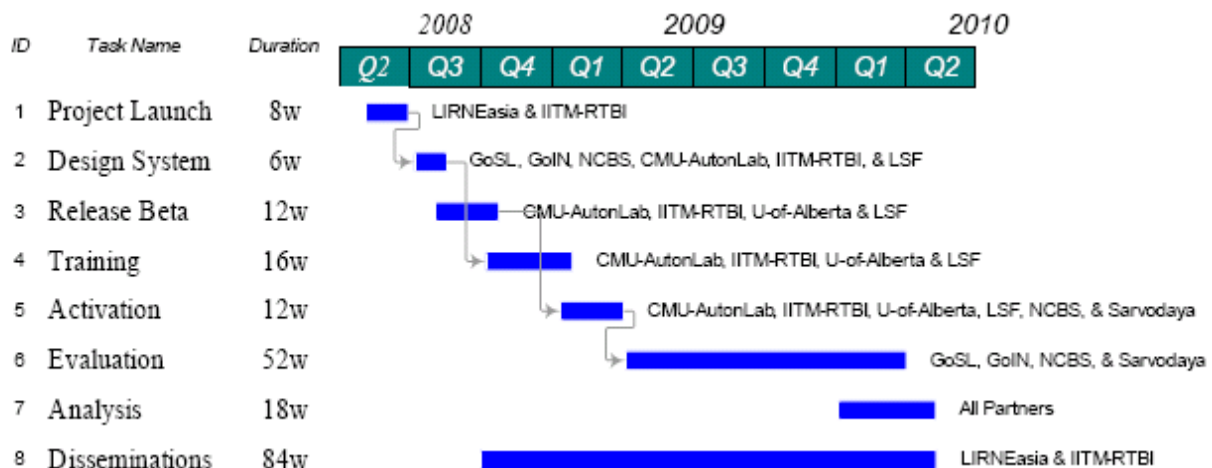 2008 2009 2010
ID Task Name Duration Q2 Q3 Q4 Q1 Q2 Q3 Q4 Q1 Q2
1 Project Launch 8w LIRNEasia & IITM-RTBI
2 Design System 6w GoSL, GoIN, NCBS, CMU-AutonLab, IITM-RTBI, & LSF
3 Release Beta 12w CMU-AutonLab, IITM-RTBI, U-of-Alberta & LSF
4 Training 16w CMU-AutonLab, IITM-RTBI, U-of-Alberta & LSF
5 Activation 12w CMU-AutonLab, IITM-RTBI, U-of-Alberta, LSF, NCBS, & Sarvodaya
6 Evaluation 52w GoSL, GoIN, NCBS, & Sarvodaya
7 Analysis 18w All Partners
8 Disseminations 84w LIRNEasia & IITM-RTBI